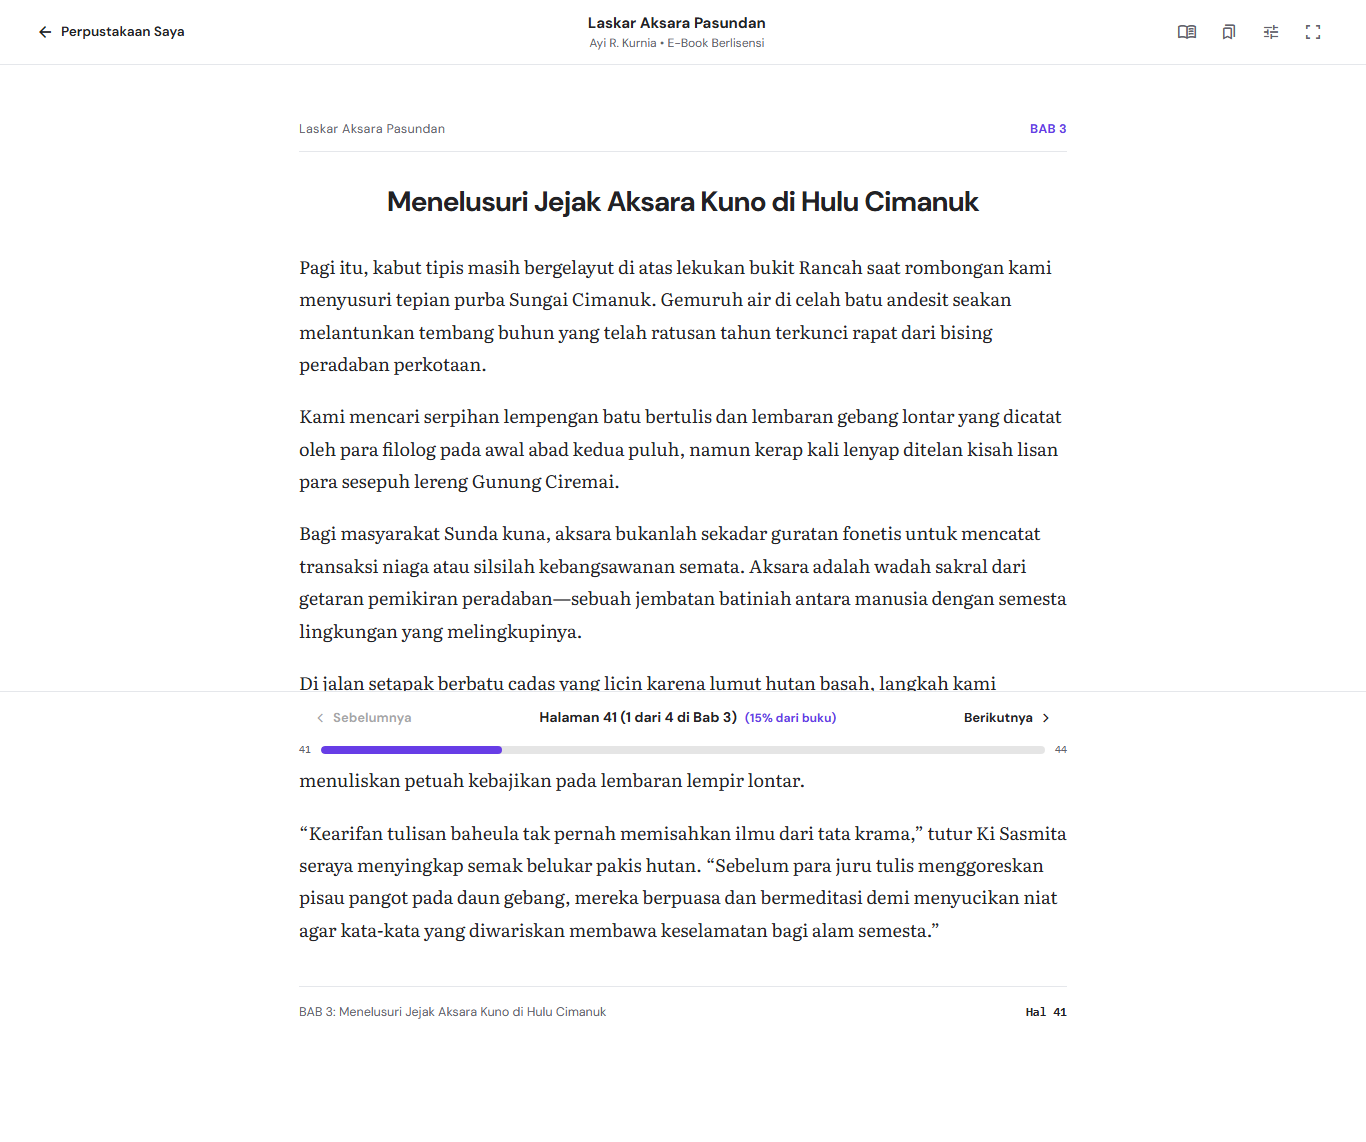 Perpustakaan Saya
Laskar Aksara Pasundan
Ayi R. Kurnia • E-Book Berlisensi
Laskar Aksara Pasundan
BAB 3
Menelusuri Jejak Aksara Kuno di Hulu Cimanuk
Pagi itu, kabut tipis masih bergelayut di atas lekukan bukit Rancah saat rombongan kami
menyusuri tepian purba Sungai Cimanuk. Gemuruh air di celah batu andesit seakan
melantunkan tembang buhun yang telah ratusan tahun terkunci rapat dari bising
peradaban perkotaan.
Kami mencari serpihan lempengan batu bertulis dan lembaran gebang lontar yang dicatat
oleh para filolog pada awal abad kedua puluh, namun kerap kali lenyap ditelan kisah lisan
para sesepuh lereng Gunung Ciremai.
Bagi masyarakat Sunda kuna, aksara bukanlah sekadar guratan fonetis untuk mencatat
transaksi niaga atau silsilah kebangsawanan semata. Aksara adalah wadah sakral dari
getaran pemikiran peradaban—sebuah jembatan batiniah antara manusia dengan semesta
lingkungan yang melingkupinya.
Di jalan setapak berbatu cadas yang licin karena lumut hutan basah, langkah kami
Sebelumnya
Halaman 41 (1 dari 4 di Bab 3) (15% dari buku)
Berikutnya
41
44
menuliskan petuah kebajikan pada lembaran lempir lontar.
“Kearifan tulisan baheula tak pernah memisahkan ilmu dari tata krama,” tutur Ki Sasmita
seraya menyingkap semak belukar pakis hutan. “Sebelum para juru tulis menggoreskan
pisau pangot pada daun gebang, mereka berpuasa dan bermeditasi demi menyucikan niat
agar kata-kata yang diwariskan membawa keselamatan bagi alam semesta.”
BAB 3: Menelusuri Jejak Aksara Kuno di Hulu Cimanuk
Hal 41